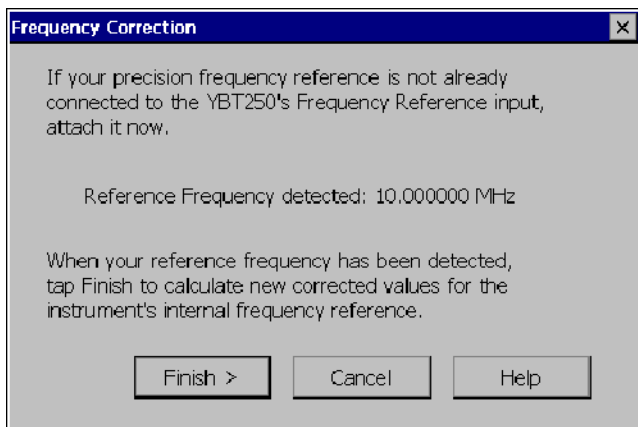 Frequency Correction
If your precision frequency reference is not already
connected to the YBT250's Frequency Reference input,
attach it now.
Reference Frequency detected: 10.000000 MHz
When your reference frequency has been detected,
tap Finish to calculate new corrected values for the
instrument's internal frequency reference.
Finish >
Cancel
Help